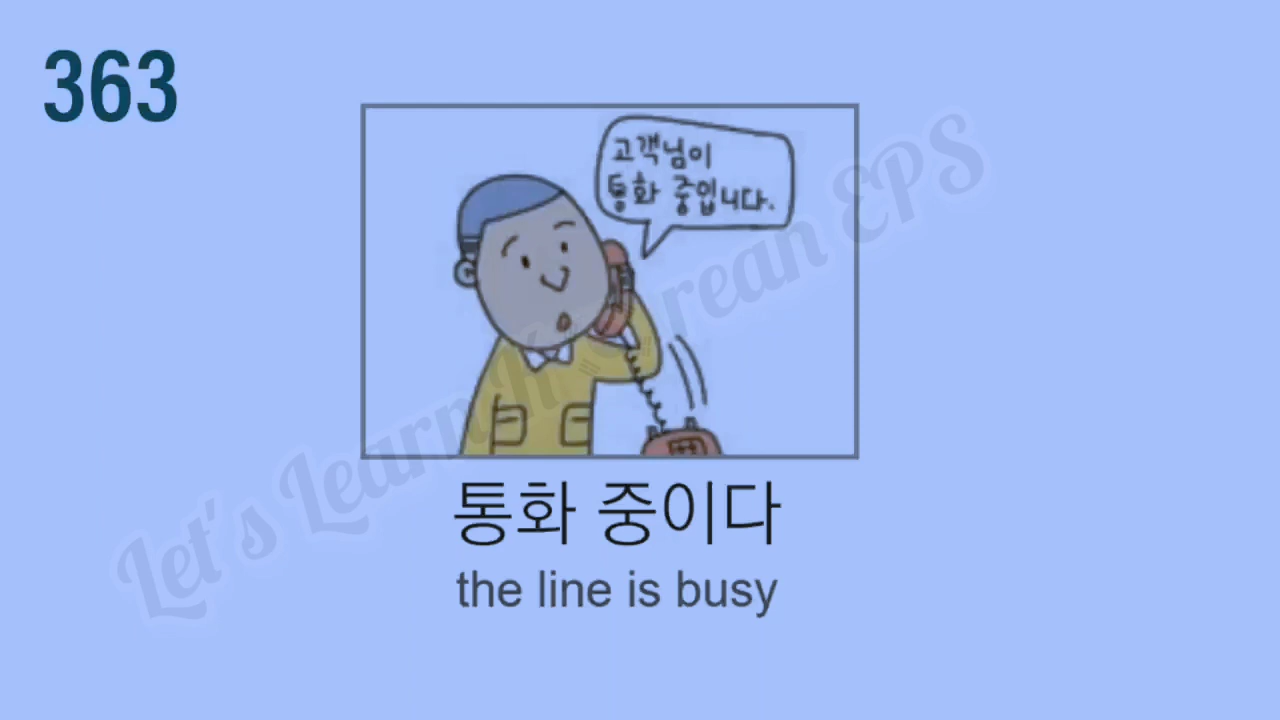 363
고객님이
통화 중입니다.
통화 중이다
the line is busy
Let's Learn It Korean EPS